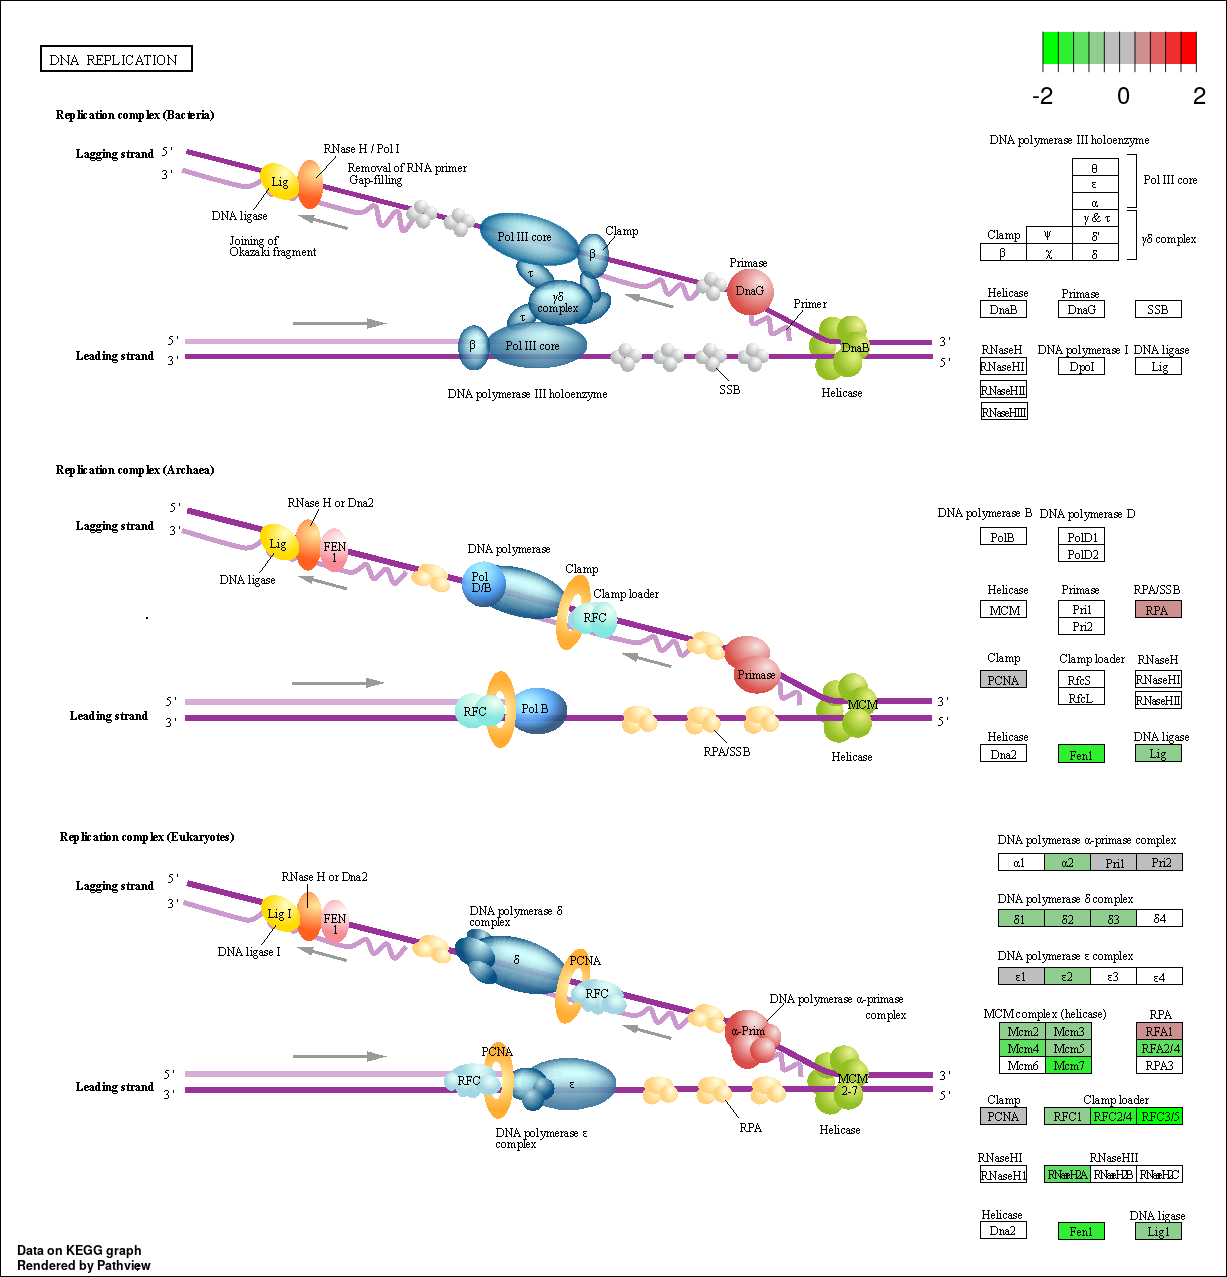 DNA REPLICATION
-2 0 2
Replication complex (Bacteria)
Lagging strand
5'
3'
Lig
RNase H / Pol I
Removal of RNA primer
Gap-filling
DNA ligase
Joining of
Okazaki fragment
Pol III core
Clamp
β
τ
γδ
complex
τ
Primase
DnaG
Primer
DnaB
3'
5'
Leading strand
5'
3'
β
Pol III core
SSB
Helicase
DNA polymerase III holoenzyme
DNA polymerase III holoenzyme
θ
ε
α
Pol III core
γ & τ
Clamp
ψ
δ'
γδ complex
β
χ
δ
Helicase
Primase
DnaB
DnaG
SSB
RNaseH
DNA polymerase I
DNA ligase
RNaseHI
DpoI
Lig
RNaseHII
RNaseHIII
Replication complex (Archaea)
Lagging strand
5'
3'
Lig
RNase H or Dna2
FEN
1
DNA ligase
DNA polymerase
Pol
D/B
Clamp
Clamp loader
RFC
Primase
MCM
3'
5'
Leading strand
5'
3'
RFC
Pol B
RPA/SSB
Helicase
DNA polymerase B
DNA polymerase D
PolB
PolD1
PolD2
Helicase
Primase
RPA/SSB
MCM
Pri1
RPA
Pri2
Clamp
Clamp loader
RNaseH
PCNA
RfcS
RNaseHI
RfcL
RNaseHII
Helicase
DNA ligase
Dna2
Fen1
Lig
Replication complex (Eukaryotes)
Lagging strand
5'
3'
Lig I
RNase H or Dna2
FEN
1
DNA ligase I
DNA polymerase δ
complex
δ
PCNA
RFC
DNA polymerase α-primase
complex
α-Prim
MCM
2-7
3'
5'
Leading strand
5'
3'
PCNA
RFC
ε
DNA polymerase ε
complex
RPA
Helicase
DNA polymerase α-primase complex
α1 α2 Pri1 Pri2
DNA polymerase δ complex
δ1 δ2 δ3 δ4
DNA polymerase ε complex
ε1 ε2 ε3 ε4
MCM complex (helicase)
RPA
Mcm2 Mcm3 RFA1
Mcm4 Mcm5 RFA2/4
Mcm6 Mcm7 RPA3
Clamp
Clamp loader
PCNA RFC1 RFC2/4 RFC3/5
RNaseHI
RNaseHII
RNaseH1 RNaseH2A RNaseH2B RNaseH2C
Helicase
DNA ligase
Dna2 Fen1 Lig1
Data on KEGG graph
Rendered by Pathview